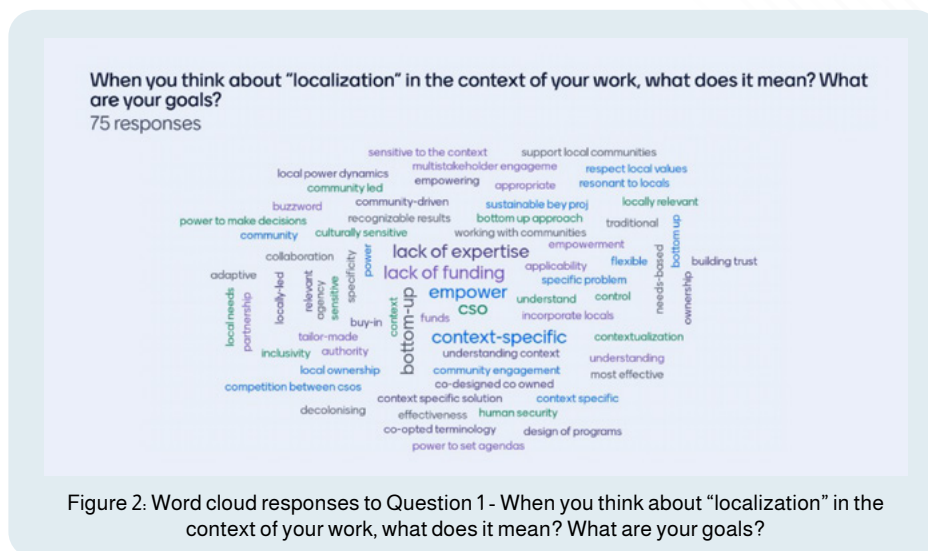 When you think about “localization” in the context of your work, what does it mean? What
are your goals?
75 responses
sensitive to the context
support local communities
local power dynamics
multistakeholder engageme
respect local values
community led
empowering
appropriate
resonant to locals
buzzword
community-driven
sustainable bey proj
locally relevant
power to make decisions
recognizable results
bottom up approach
traditional
bottom up
community
culturally sensitive
working with communities
collaboration
specificity
power
lack of expertise
empowerment
flexible
needs-based
building trust
adaptive
lack of funding
applicability
specific problem
ownership
local needs
partnership
locally-led
relevant
agency
sensitive
context
bottom-up
empower
understand
control
funds
CSO
incorporate locals
buy-in
tailor-made
context-specific
contextualization
inclusivity
authority
understanding context
understanding
local ownership
community engagement
most effective
competition between csos
co-designed co owned
context specific solution
context specific
decolonising
effectiveness
human security
co-opted terminology
design of programs
power to set agendas
Figure 2: Word cloud responses to Question 1 - When you think about “localization” in the
context of your work, what does it mean? What are your goals?